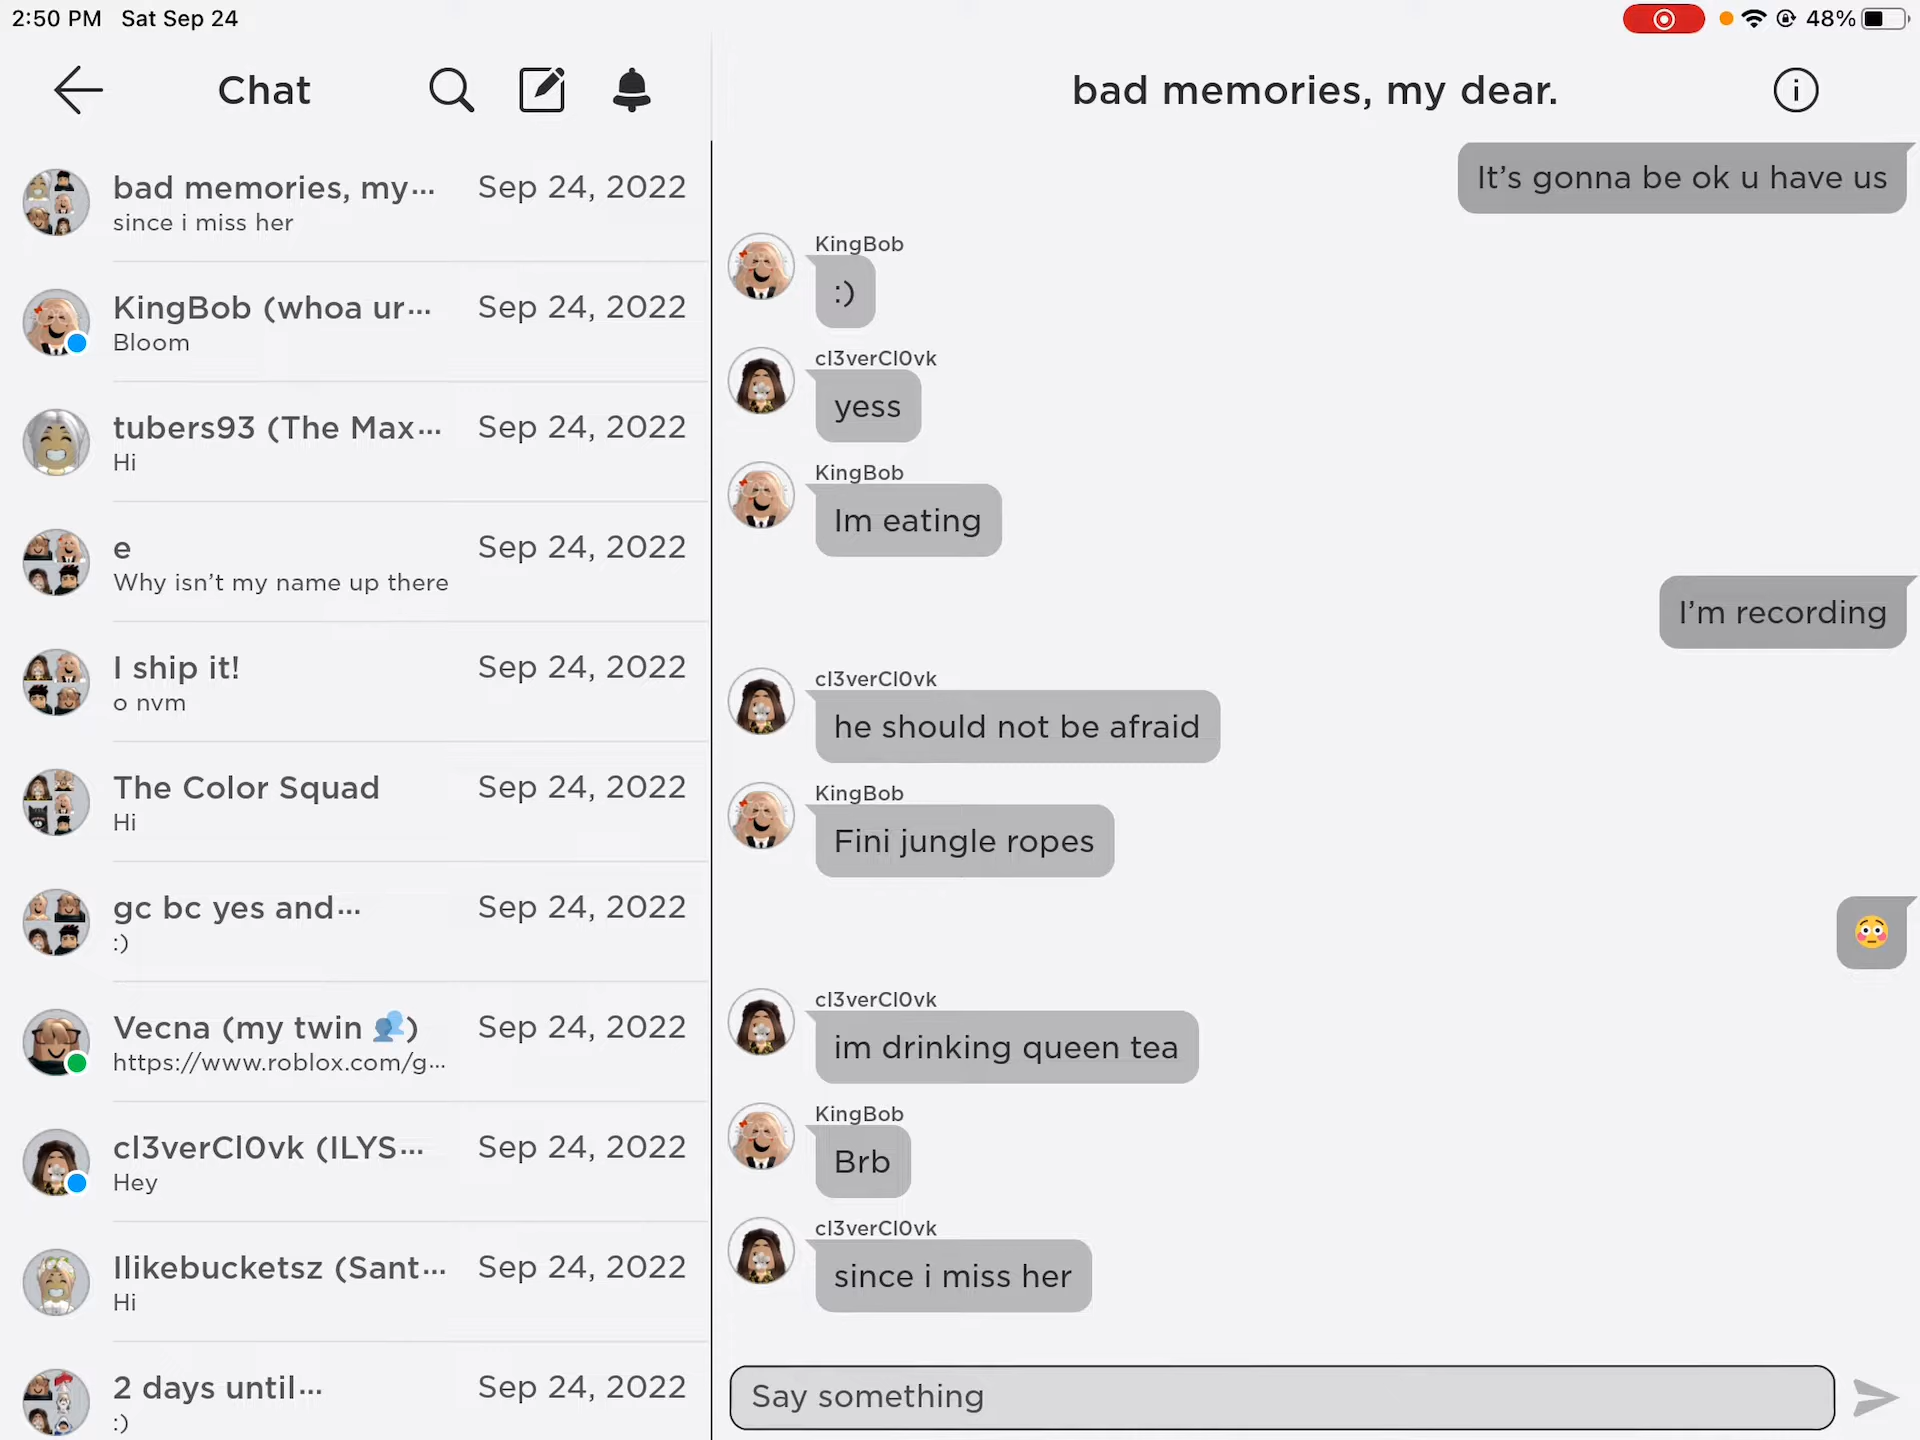 2:50 PM Sat Sep 24
48%
Chat
bad memories, my…
Sep 24, 2022
since i miss her
KingBob (whoa ur…
Sep 24, 2022
Bloom
tubers93 (The Max…
Sep 24, 2022
Hi
e
Sep 24, 2022
Why isn’t my name up there
I ship it!
Sep 24, 2022
o nvm
The Color Squad
Sep 24, 2022
Hi
gc bc yes and…
Sep 24, 2022
:)
Vecna (my twin 👥)
Sep 24, 2022
https://www.roblox.com/g…
cl3verCl0vk (ILYS…
Sep 24, 2022
Hey
Ilikebucketsz (Sant…
Sep 24, 2022
Hi
2 days until…
Sep 24, 2022
:)
bad memories, my dear.
It’s gonna be ok u have us
KingBob
:)
cl3verCl0vk
yess
KingBob
Im eating
I’m recording
cl3verCl0vk
he should not be afraid
KingBob
Fini jungle ropes
😳
cl3verCl0vk
im drinking queen tea
KingBob
Brb
cl3verCl0vk
since i miss her
Say something